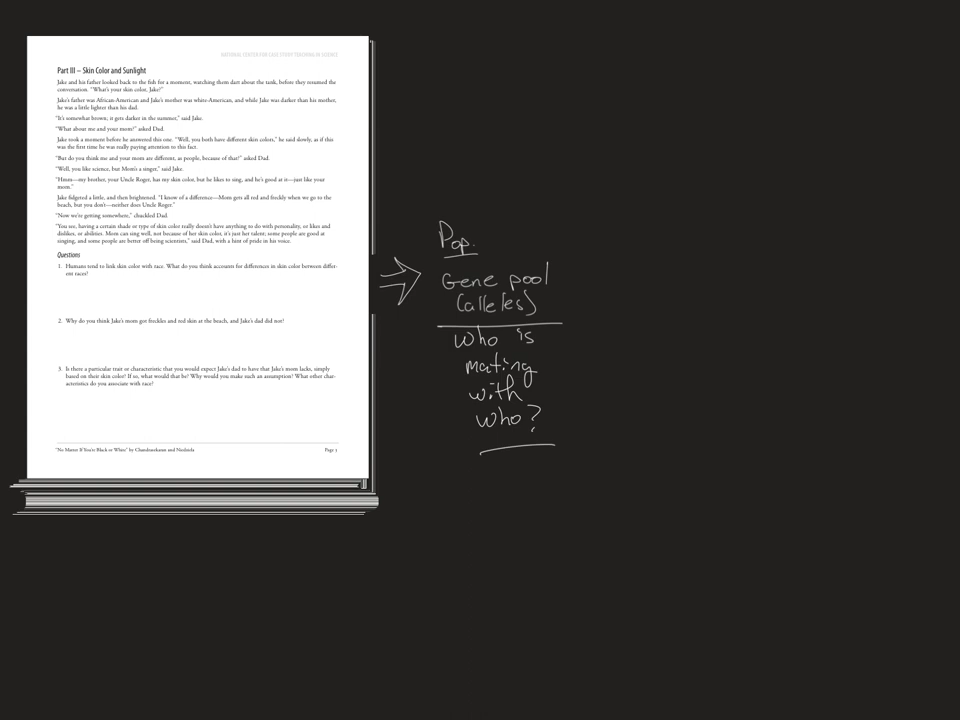 NATIONAL CENTER FOR CASE STUDY TEACHING IN SCIENCE
Part III – Skin Color and Sunlight
Jake and his father looked back to the fish for a moment, watching them dart about the tank, before they resumed the
conversation. "What's your skin color, Jake?"
Jake's father was African-American and Jake's mother was white-American, and while Jake was darker than his mother,
he was a little lighter than his dad.
"It's somewhat brown, it gets darker in the summer," said Jake.
"What about me and your mom?" asked Dad.
Jake took a moment before he answered this one. "Well, you both have different skin colors," he said slowly, as if this
was the first time he was really paying attention to this fact.
"But do you think me and your mom are different, as people, because of that?" asked Dad.
"Well, you like science, but Mom's a singer," said Jake.
"Hmm—my brother, your Uncle Roger, has my skin color, but he likes to sing, and he's good at it—just like your
mom."
Jake fidgeted a little, and then brightened. "I know of a difference—Mom gets all red and freckly when we go to the
beach, but you don't—neither does Uncle Roger."
"Now we're getting somewhere," chuckled Dad.
"You see, having a certain shade or type of skin color really doesn't have anything to do with personality, or likes and
dislikes, or abilities. Mom can sing well, not because of her skin color, it's just her talent; some people are good at
singing, and some people are better off being scientists," said Dad, with a hint of pride in his voice.
Questions
1. Humans tend to link skin color with race. What do you think accounts for differences in skin color between differ-
ent races?
2. Why do you think Jake's mom got freckles and red skin at the beach, and Jake's dad did not?
3. Is there a particular trait or characteristic that you would expect Jake's dad to have that Jake's mom lacks, simply
based on their skin color? If so, what would that be? Why would you make such an assumption? What other char-
acteristics do you associate with race?
"No Matter If You're Black or White" by Chandrasekaran and Neiduola
Page 3
Pop.
Gene pool
(alleles)
Who is
mating
with
who?